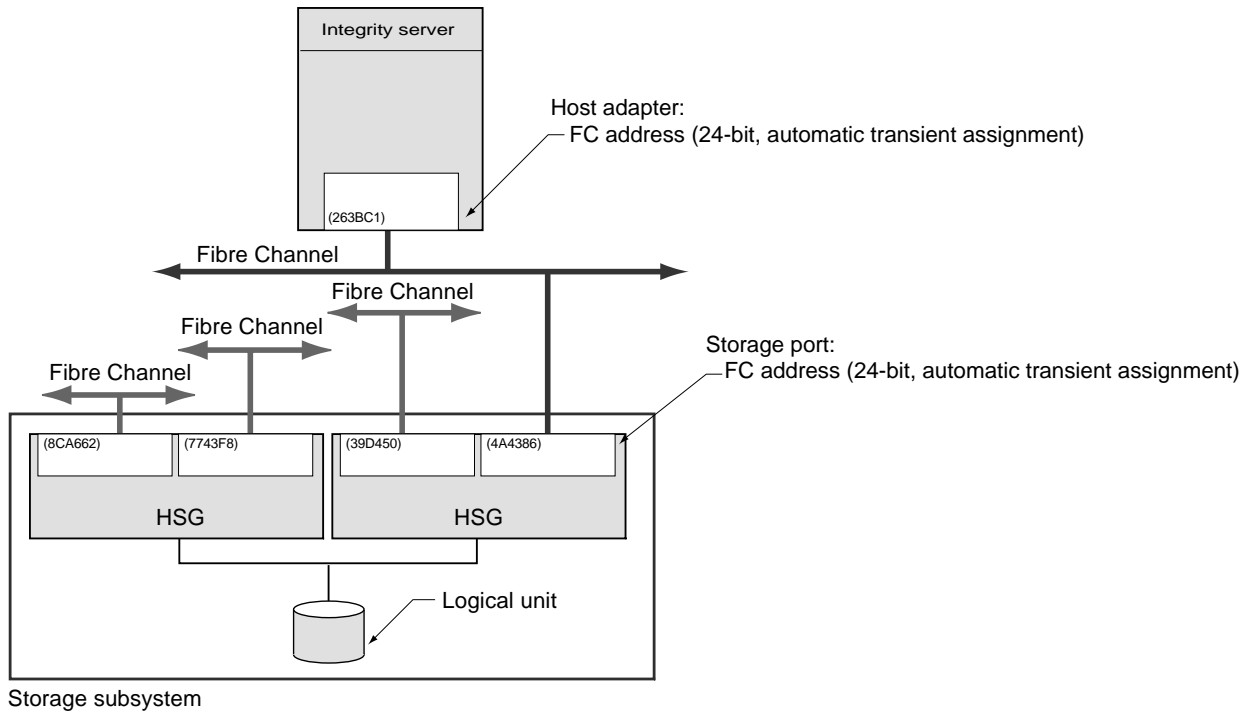 Integrity server
Host adapter:
FC address (24-bit, automatic transient assignment)
(263BC1)
Fibre Channel
Fibre Channel
Fibre Channel
Fibre Channel
Storage port:
FC address (24-bit, automatic transient assignment)
(8CA662)
(7743F8)
(39D450)
(4A4386)
HSG
HSG
Logical unit
Storage subsystem